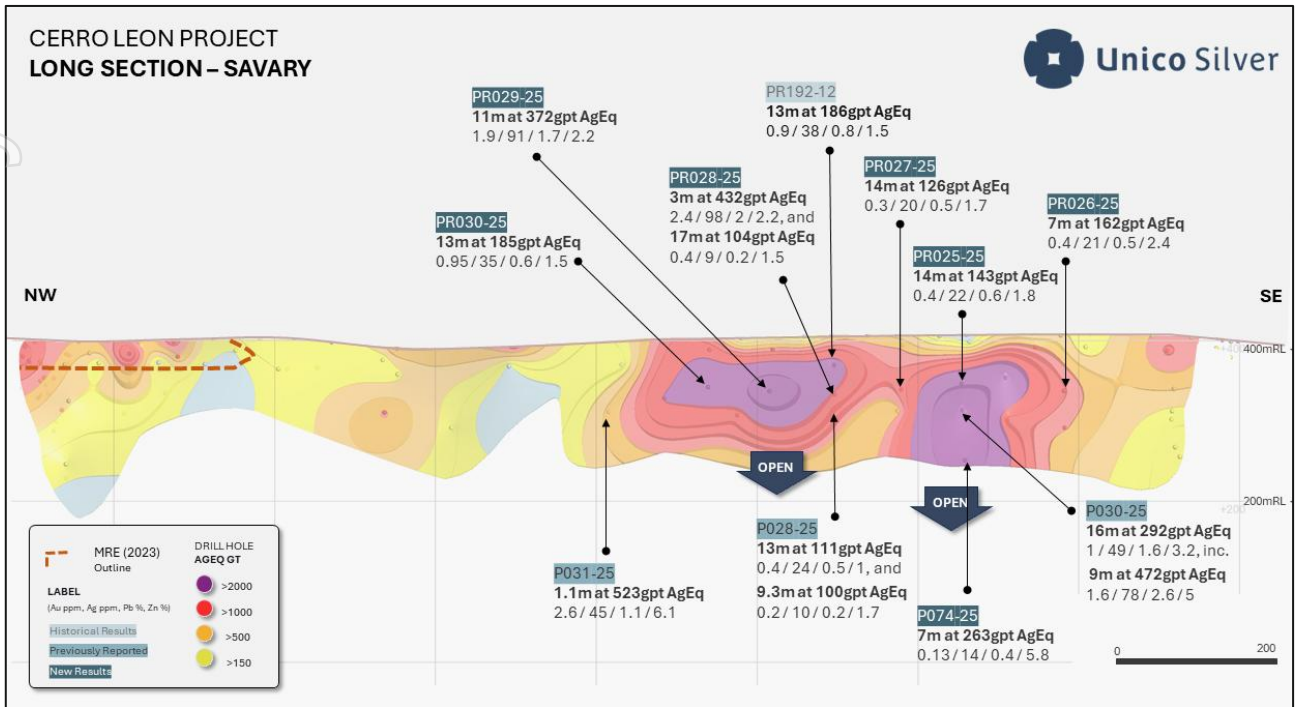 CERRO LEON PROJECT
LONG SECTION – SAVARY
Unico Silver
PR029-25
11m at 372gpt AgEq
1.9 / 91 / 1.7 / 2.2
PR192-12
13m at 186gpt AgEq
0.9 / 38 / 0.8 / 1.5
PR028-25
3m at 432gpt AgEq
2.4 / 98 / 2 / 2.2, and
17m at 104gpt AgEq
0.4 / 9 / 0.2 / 1.5
PR027-25
14m at 126gpt AgEq
0.3 / 20 / 0.5 / 1.7
PR026-25
7m at 162gpt AgEq
0.4 / 21 / 0.5 / 2.4
PR030-25
13m at 185gpt AgEq
0.95 / 35 / 0.6 / 1.5
PR025-25
14m at 143gpt AgEq
0.4 / 22 / 0.6 / 1.8
NW
SE
400mRL
OPEN
OPEN
200mRL
+200
P031-25
1.1m at 523gpt AgEq
2.6 / 45 / 1.1 / 6.1
P028-25
13m at 111gpt AgEq
0.4 / 24 / 0.5 / 1, and
9.3m at 100gpt AgEq
0.2 / 10 / 0.2 / 1.7
P074-25
7m at 263gpt AgEq
0.13 / 14 / 0.4 / 5.8
P030-25
16m at 292gpt AgEq
1 / 49 / 1.6 / 3.2, inc.
9m at 472gpt AgEq
1.6 / 78 / 2.6 / 5
MRE (2023)
Outline
LABEL
(Au ppm, Ag ppm, Pb %, Zn %)
Historical Results
Previously Reported
New Results
DRILL HOLE
AGEQ GT
>2000
>1000
>500
>150
0
200